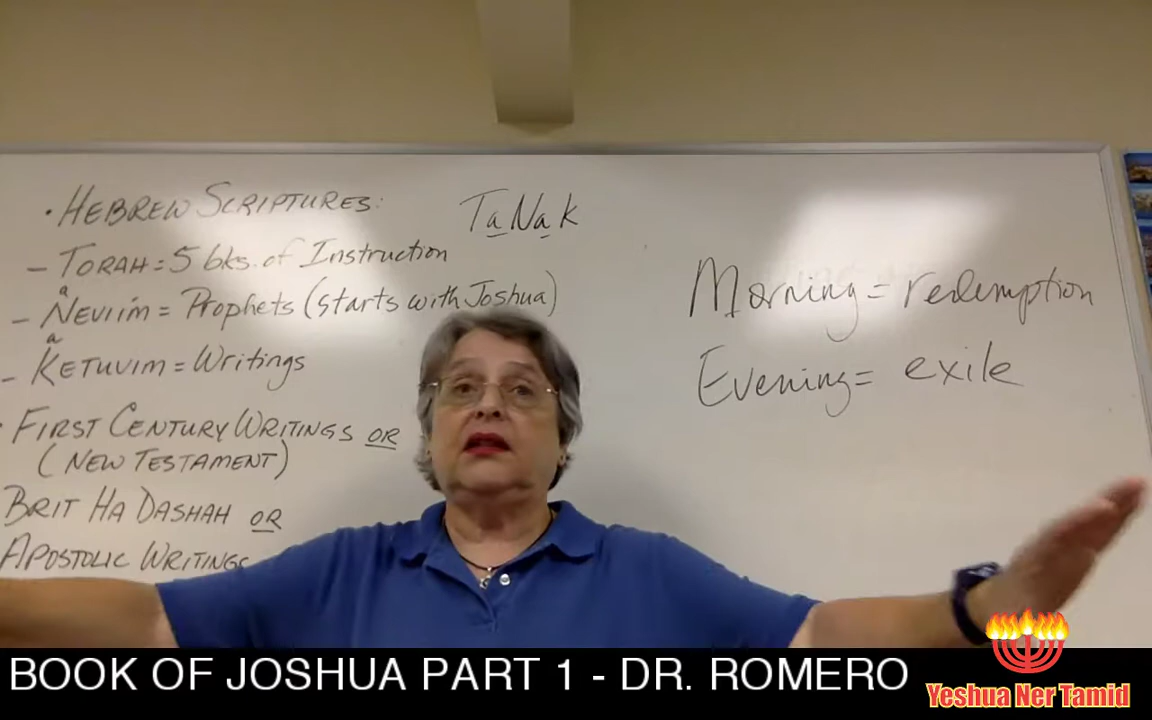 • HEBREW SCRIPTURES:
TaNaK
– TORAH = 5 bks. of Instruction
a
– NEVIIM = Prophets (starts with Joshua)
a
– KETUVIM = Writings
• FIRST CENTURY WRITINGS OR
(NEW TESTAMENT)
BRIT HA DASHAH OR
APOSTOLIC WRITINGS
Morning = redemption
Evening = exile
BOOK OF JOSHUA PART 1 - DR. ROMERO
Yeshua Ner Tamid